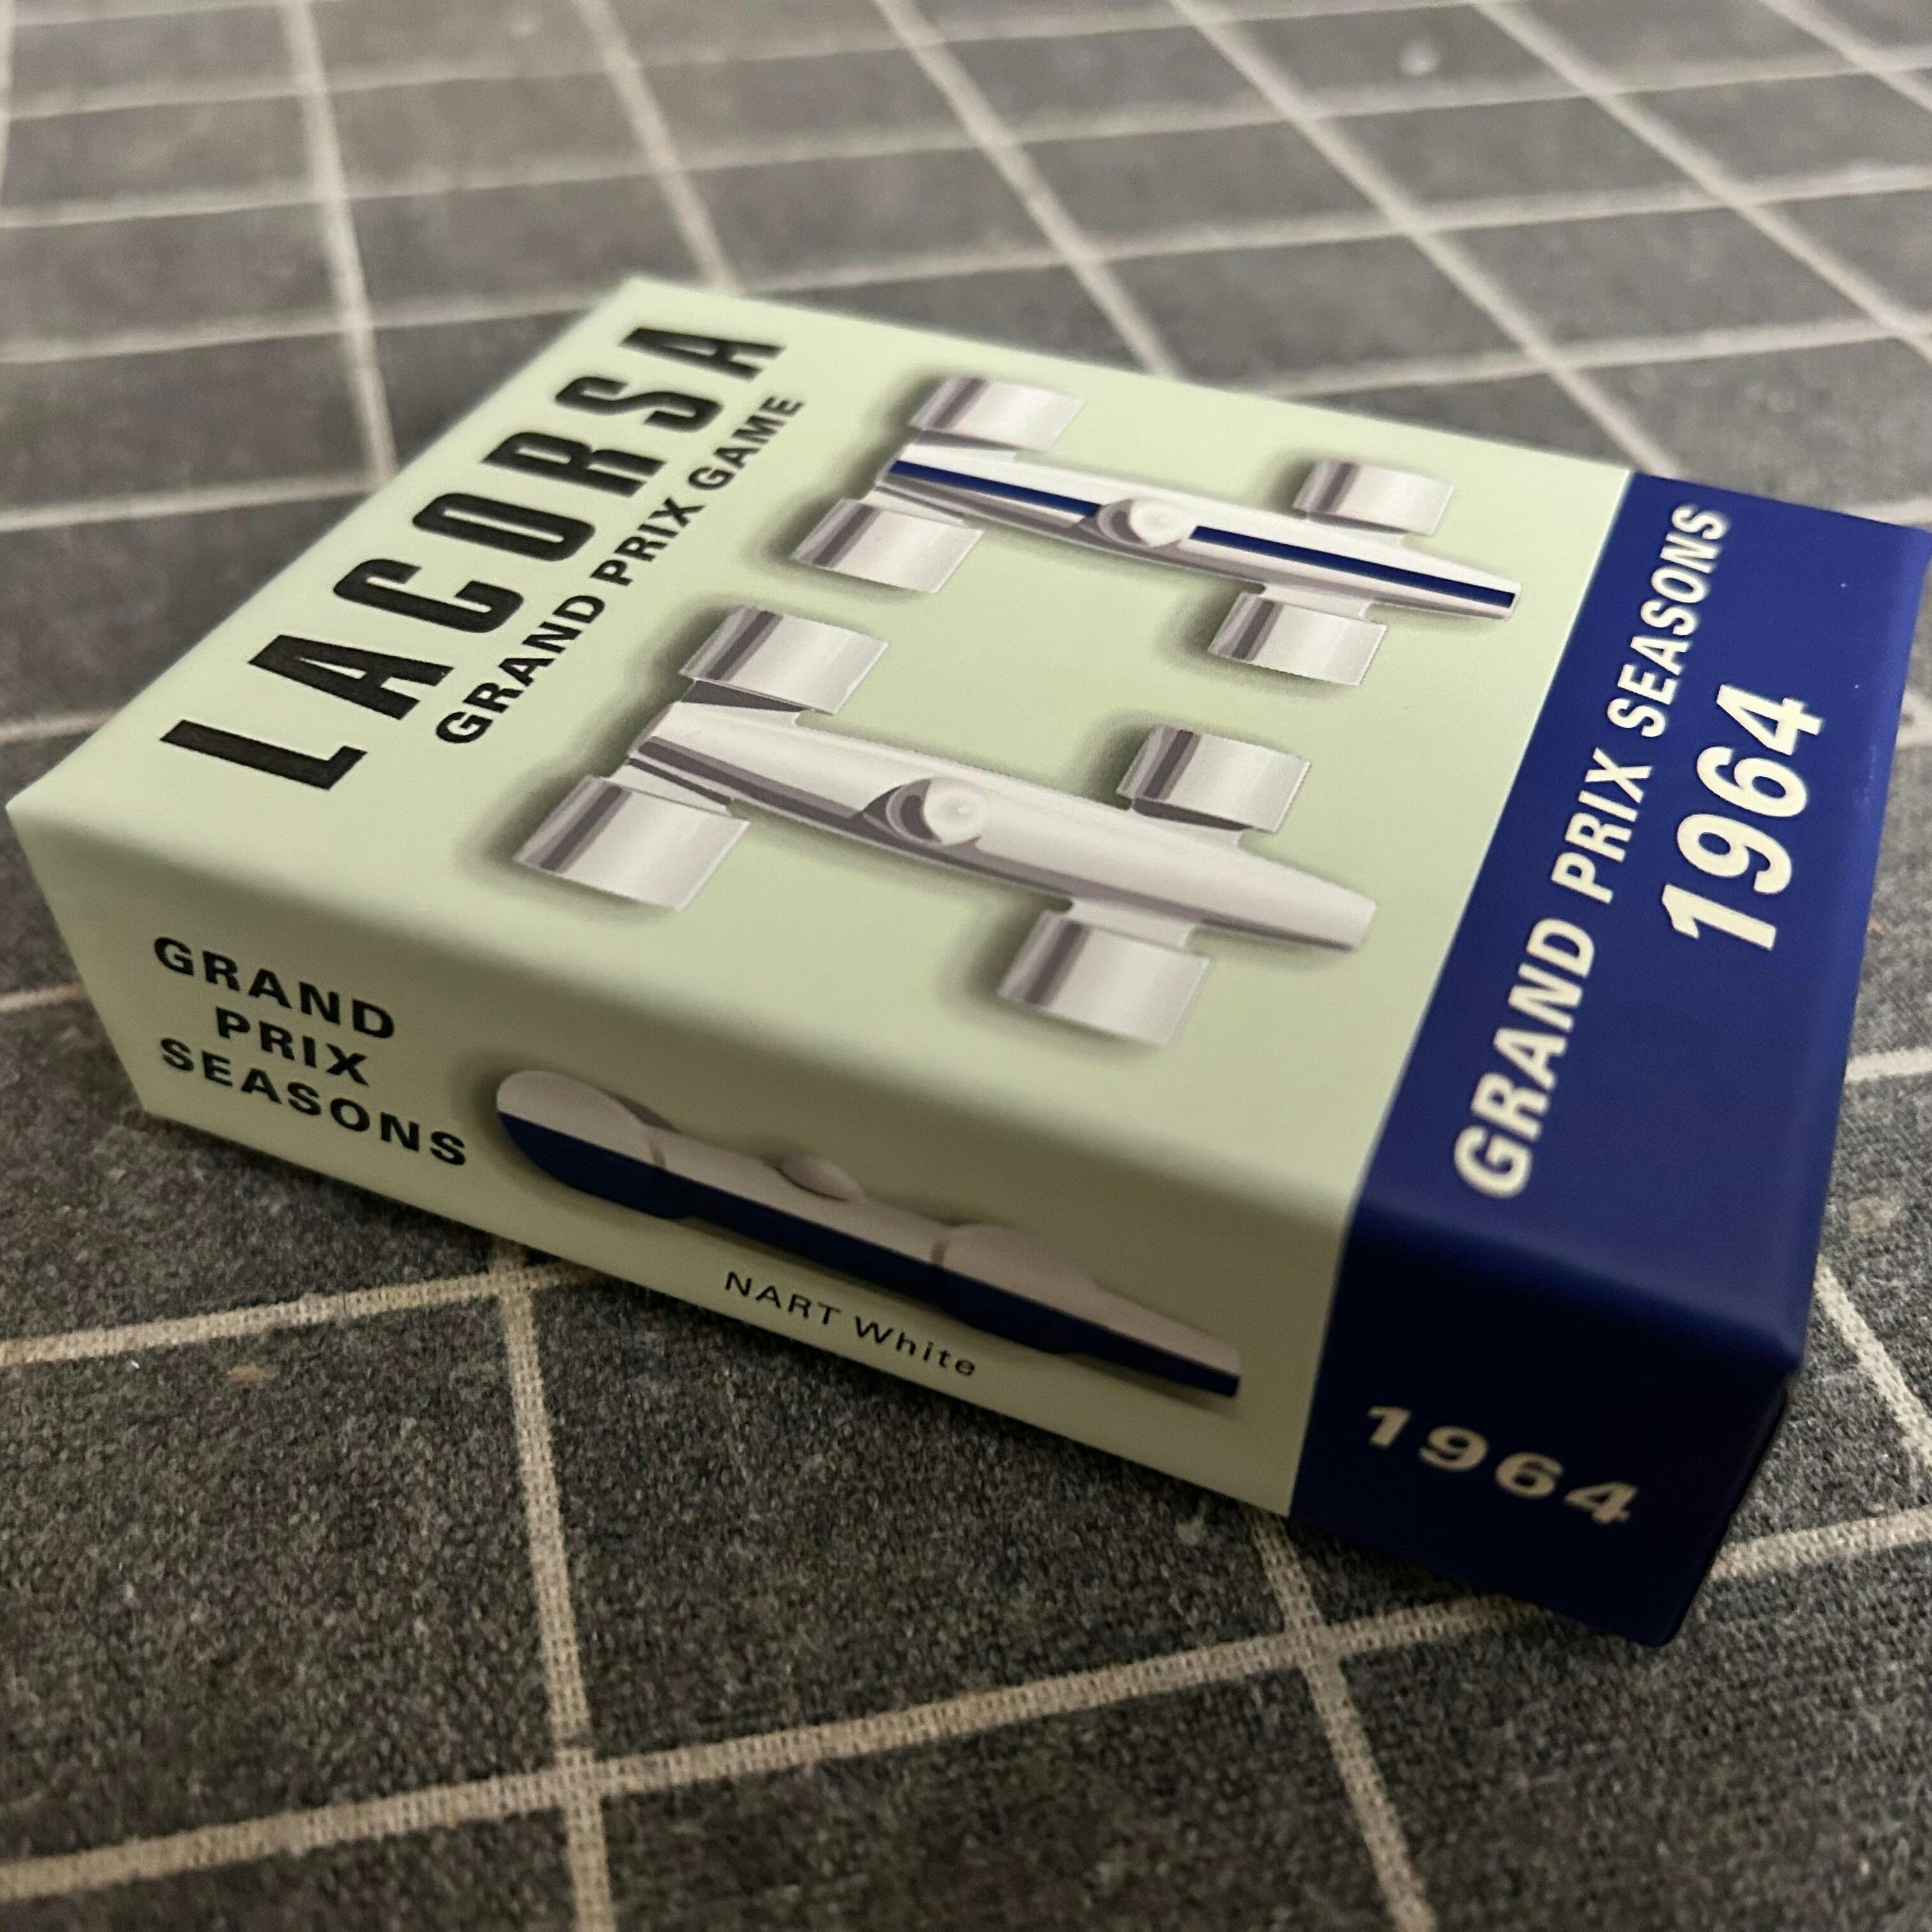 LACORSA
GRAND PRIX GAME
GRAND PRIX SEASONS
1964
GRAND
PRIX
SEASONS
NART White
1964